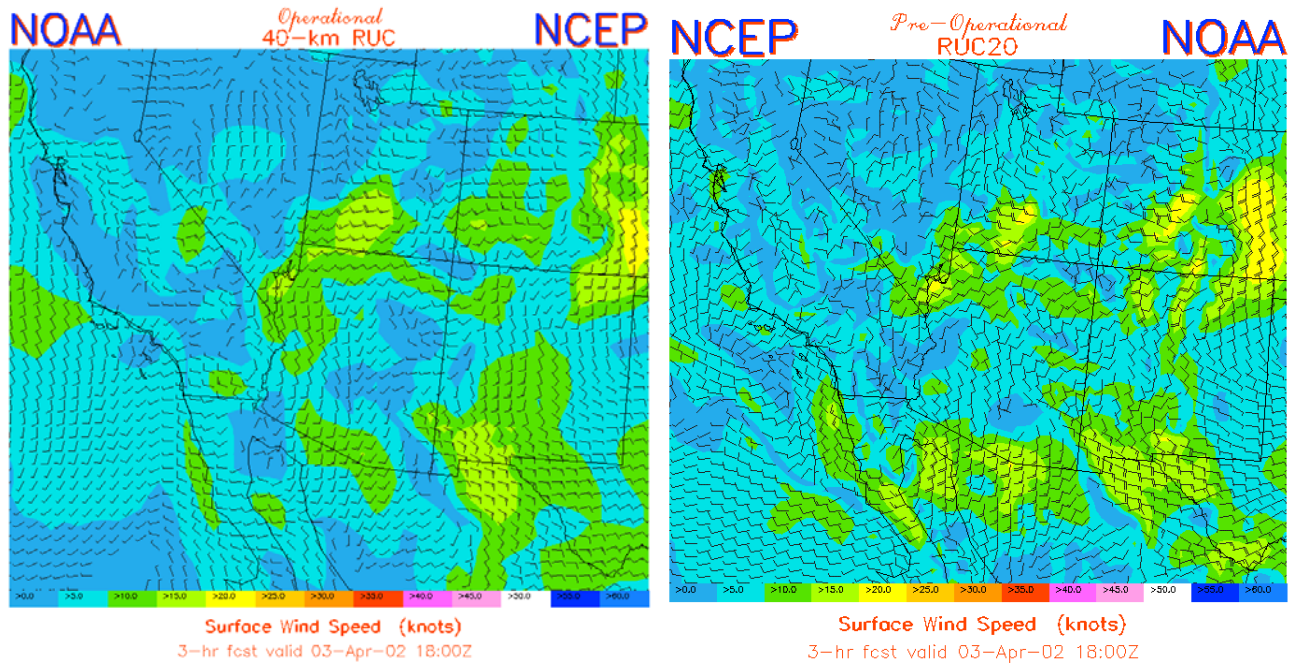 NOAA
Operational
40-km RUC
NCEP
>0.0 >5.0 >10.0 >15.0 >20.0 >25.0 >30.0 >35.0 >40.0 >45.0 >50.0 >55.0 >60.0
Surface Wind Speed (knots)
3-hr fcst valid 03-Apr-02 18:00Z
NCEP
Pre-Operational
RUC20
NOAA
>0.0 >5.0 >10.0 >15.0 >20.0 >25.0 >30.0 >35.0 >40.0 >45.0 >50.0 >55.0 >60.0
Surface Wind Speed (knots)
3-hr fcst valid 03-Apr-02 18:00Z